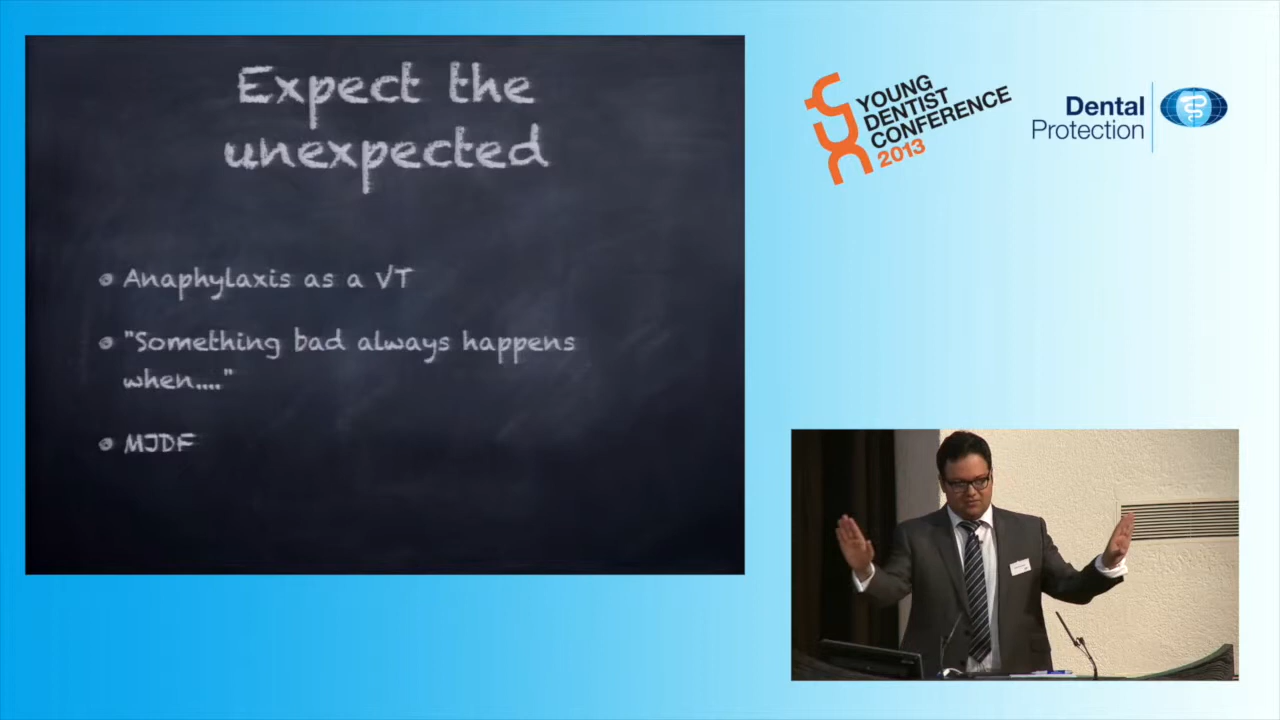 Expect the
unexpected
• Anaphylaxis as a VT
• "Something bad always happens
when...."
• MJDF
YOUNG
DENTIST
CONFERENCE
2013
Dental
Protection